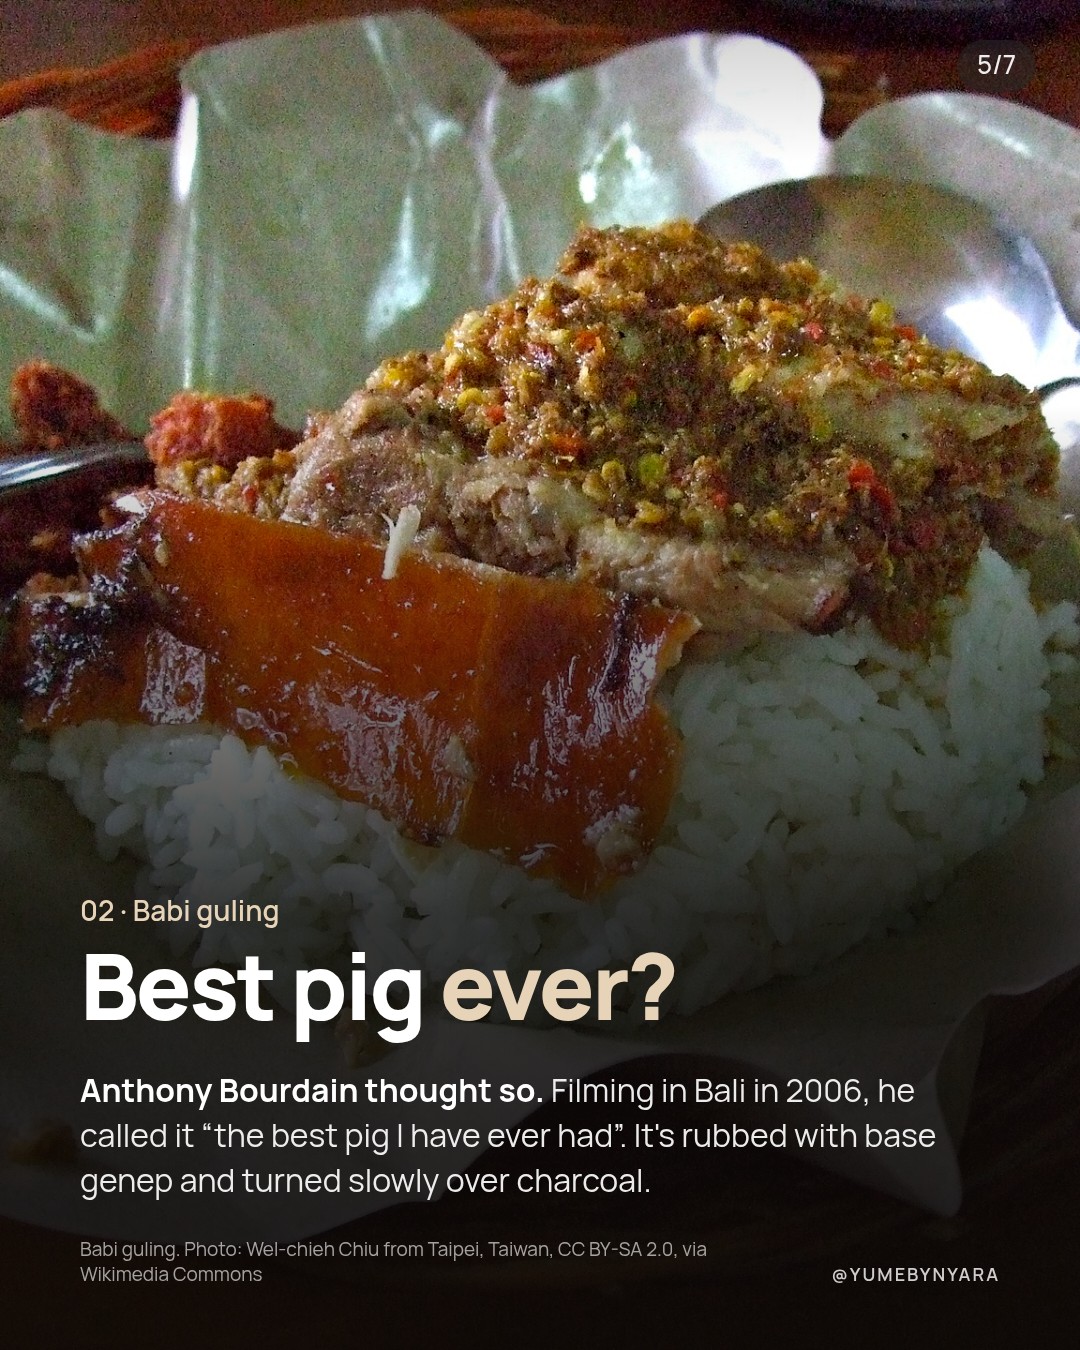 5/7
02 · Babi guling
Best pig ever?
Anthony Bourdain thought so. Filming in Bali in 2006, he
called it “the best pig I have ever had”. It's rubbed with base
genep and turned slowly over charcoal.
Babi guling. Photo: Wel-chieh Chiu from Taipei, Taiwan, CC BY-SA 2.0, via
Wikimedia Commons
@YUMEBYNYARA